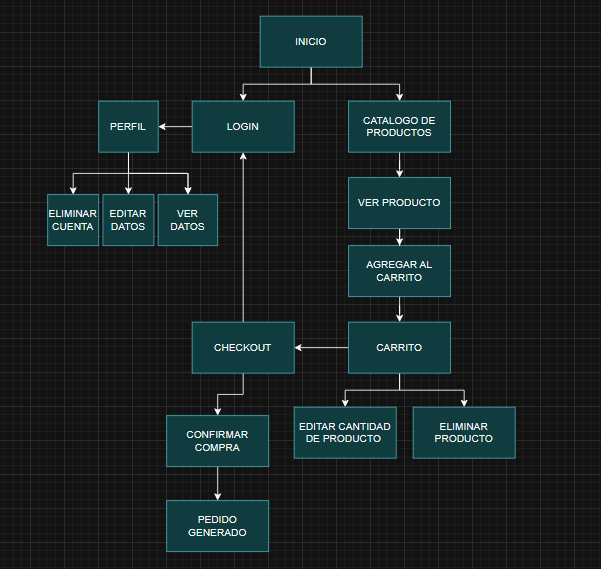 INICIO
PERFIL
LOGIN
CATALOGO DE
PRODUCTOS
ELIMINAR
CUENTA
EDITAR
DATOS
VER
DATOS
VER PRODUCTO
AGREGAR AL
CARRITO
CHECKOUT
CARRITO
CONFIRMAR
COMPRA
EDITAR CANTIDAD
DE PRODUCTO
ELIMINAR
PRODUCTO
PEDIDO
GENERADO